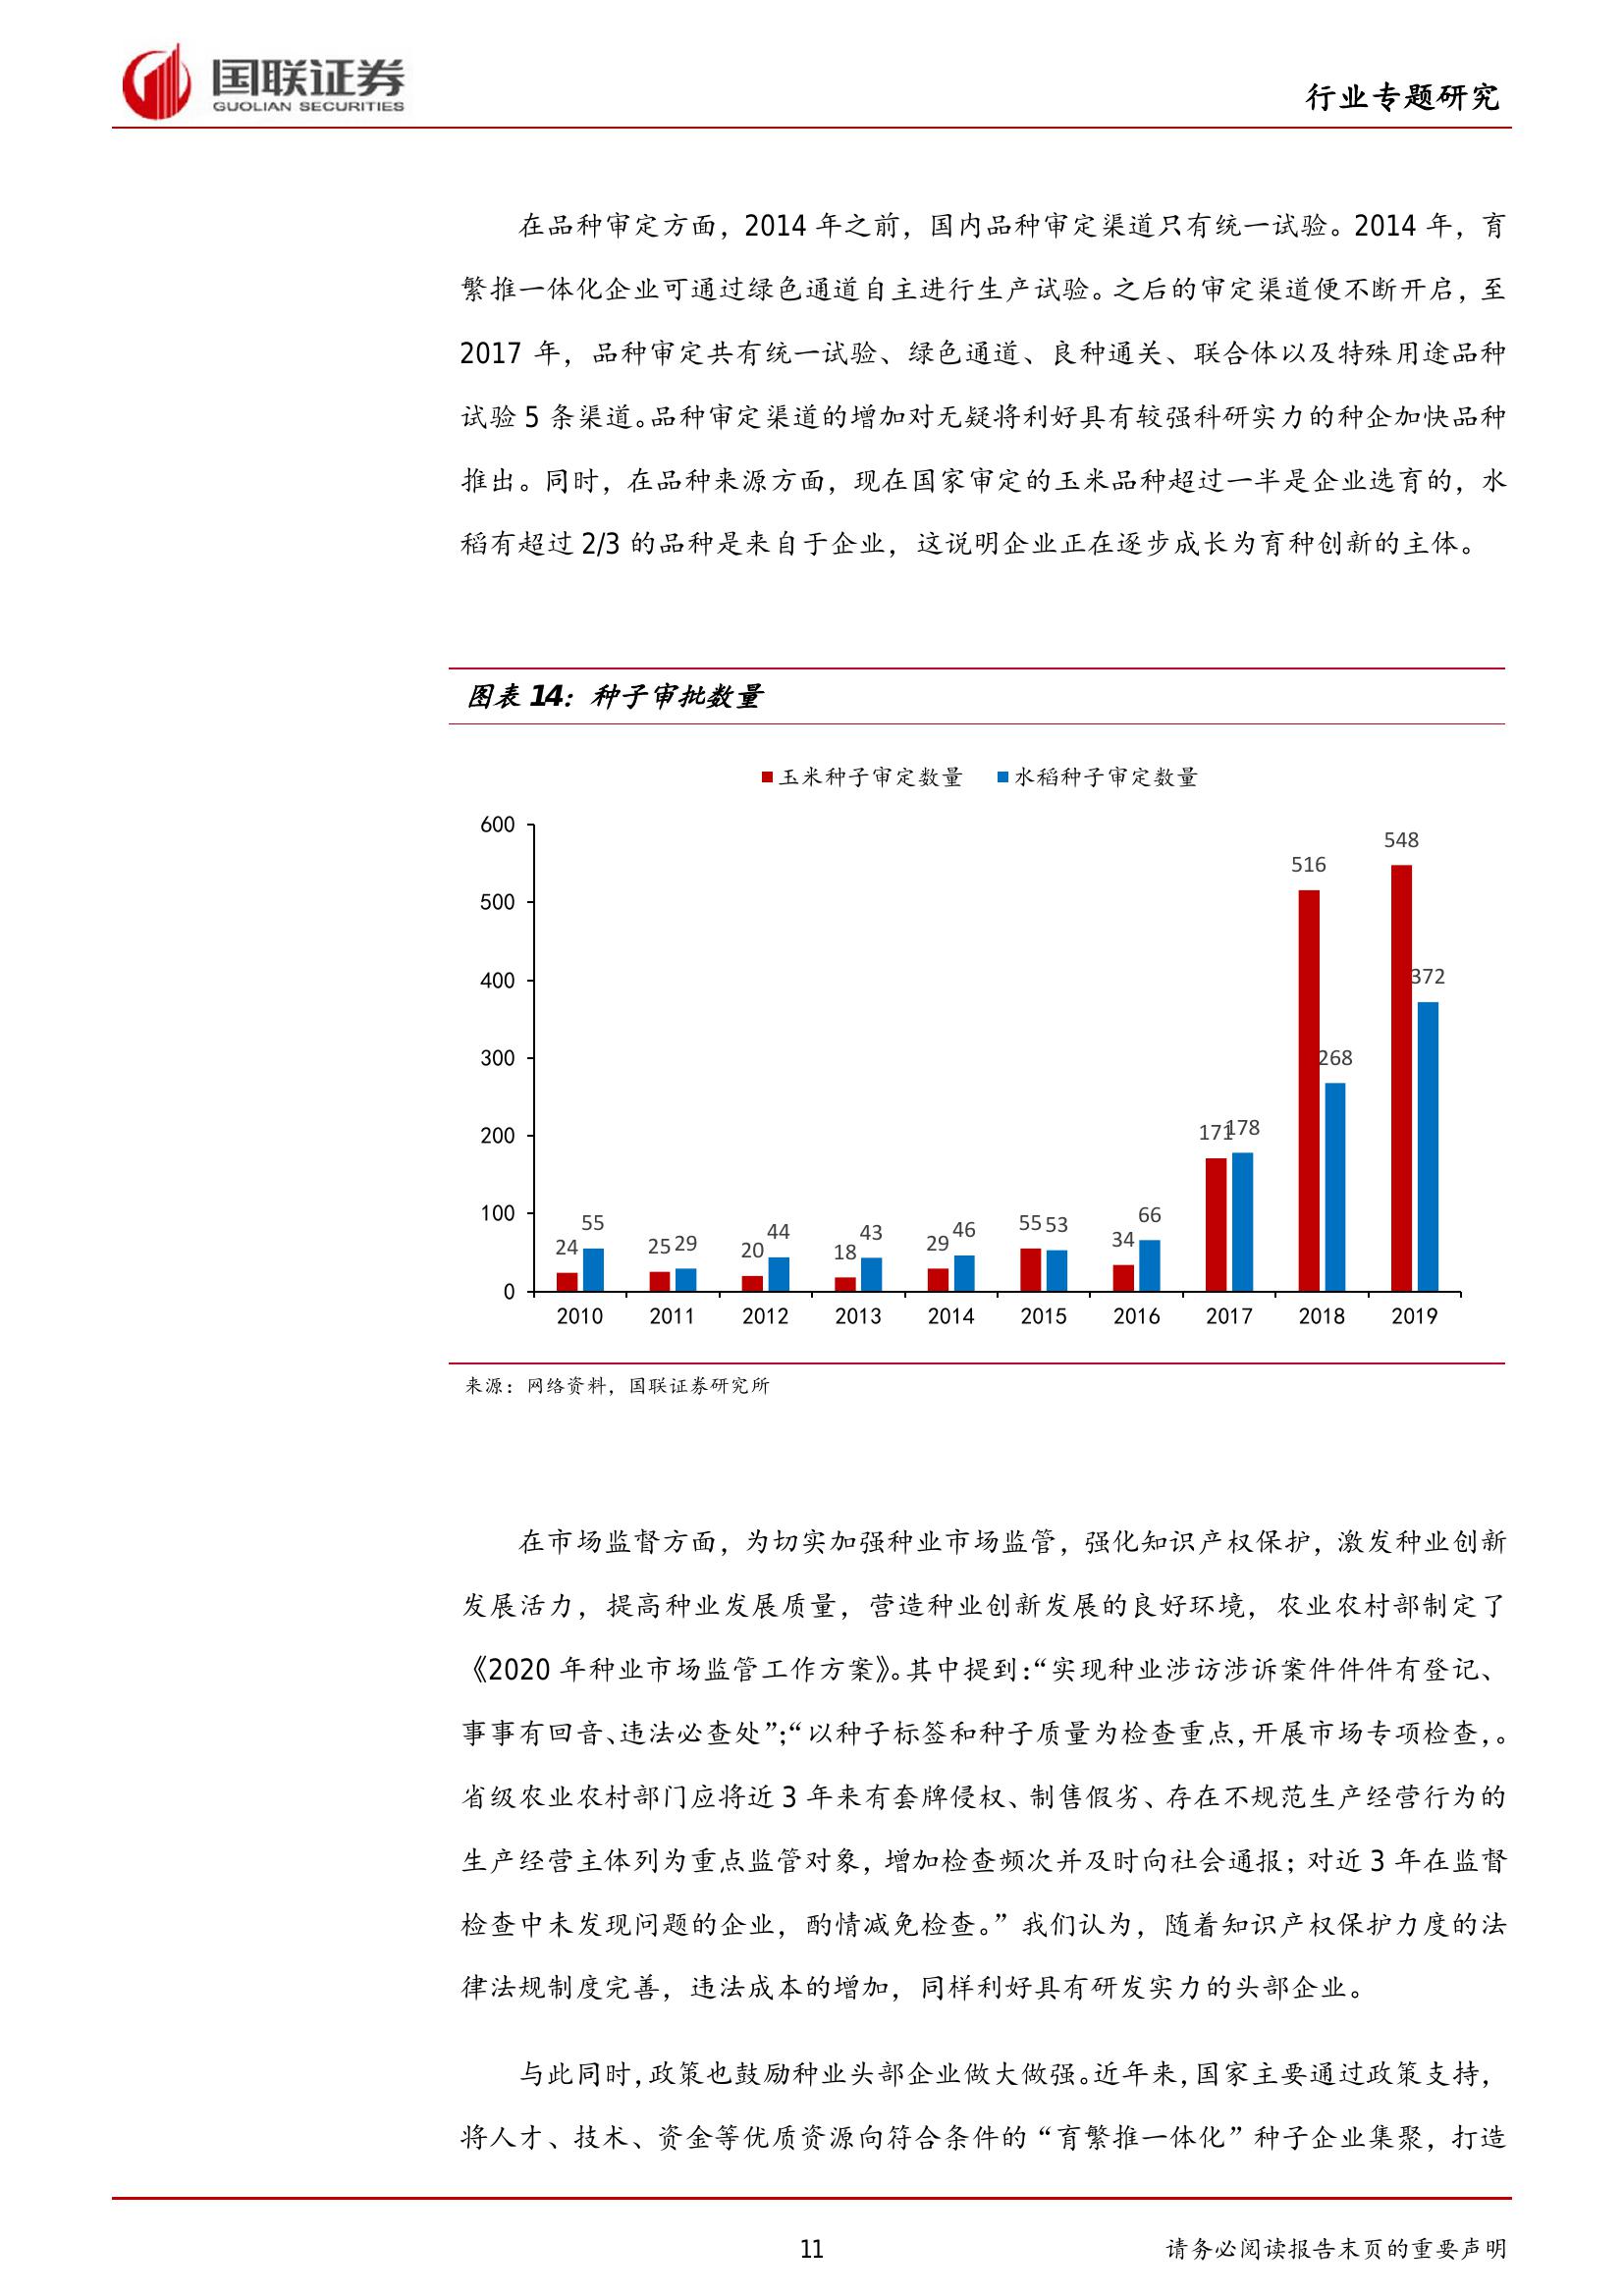 国联证券
GUOLIAN SECURITIES
行业专题研究
在品种审定方面，2014 年之前，国内品种审定渠道只有统一试验。2014 年，育
繁推一体化企业可通过绿色通道自主进行生产试验。之后的审定渠道便不断开启，至
2017 年，品种审定共有统一试验、绿色通道、良种通关、联合体以及特殊用途品种
试验 5 条渠道。品种审定渠道的增加对无疑将利好具有较强科研实力的种企加快品种
推出。同时，在品种来源方面，现在国家审定的玉米品种超过一半是企业选育的，水
稻有超过 2/3 的品种是来自于企业，这说明企业正在逐步成长为育种创新的主体。
图表 14：种子审批数量
玉米种子审定数量 水稻种子审定数量
600
500
400
300
200
100
0
24 55 25 29 20 44 18 43 29 46 55 53 34 66 171 178 516 268 548 372
2010 2011 2012 2013 2014 2015 2016 2017 2018 2019
来源：网络资料，国联证券研究所
在市场监督方面，为切实加强种业市场监管，强化知识产权保护，激发种业创新
发展活力，提高种业发展质量，营造种业创新发展的良好环境，农业农村部制定了
《2020 年种业市场监管工作方案》。其中提到：“实现种业涉访涉诉案件件件有登记、
事事有回音、违法必查处”；“以种子标签和种子质量为检查重点，开展市场专项检查，。
省级农业农村部门应将近 3 年来有套牌侵权、制售假劣、存在不规范生产经营行为的
生产经营主体列为重点监管对象，增加检查频次并及时向社会通报；对近 3 年在监督
检查中未发现问题的企业，酌情减免检查。”我们认为，随着知识产权保护力度的法
律法规制度完善，违法成本的增加，同样利好具有研发实力的头部企业。
与此同时，政策也鼓励种业头部企业做大做强。近年来，国家主要通过政策支持，
将人才、技术、资金等优质资源向符合条件的“育繁推一体化”种子企业集聚，打造
11
请务必阅读报告末页的重要声明